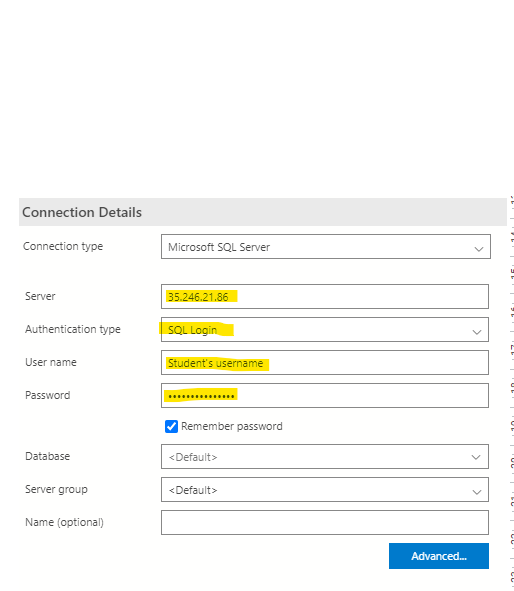 Connection Details
Connection type Microsoft SQL Server
Server 35.246.21.86
Authentication type SQL Login
User name Student's username
Password •••••••••••••••
Remember password
Database <Default>
Server group <Default>
Name (optional)
Advanced...